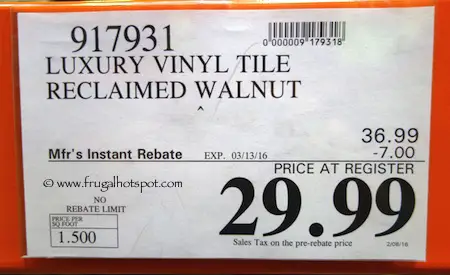 917931
0000009"179318"
LUXURY VINYL TILE
RECLAIMED WALNUT
^
36.99
Mfr's Instant Rebate EXP. 03/13/16 -7.00
PRICE AT REGISTER
© www.frugalhotspot.com
29.99
NO
REBATE LIMIT
PRICE PER
SQ FOOT
1.500
Sales Tax on the pre-rebate price
2/08/16